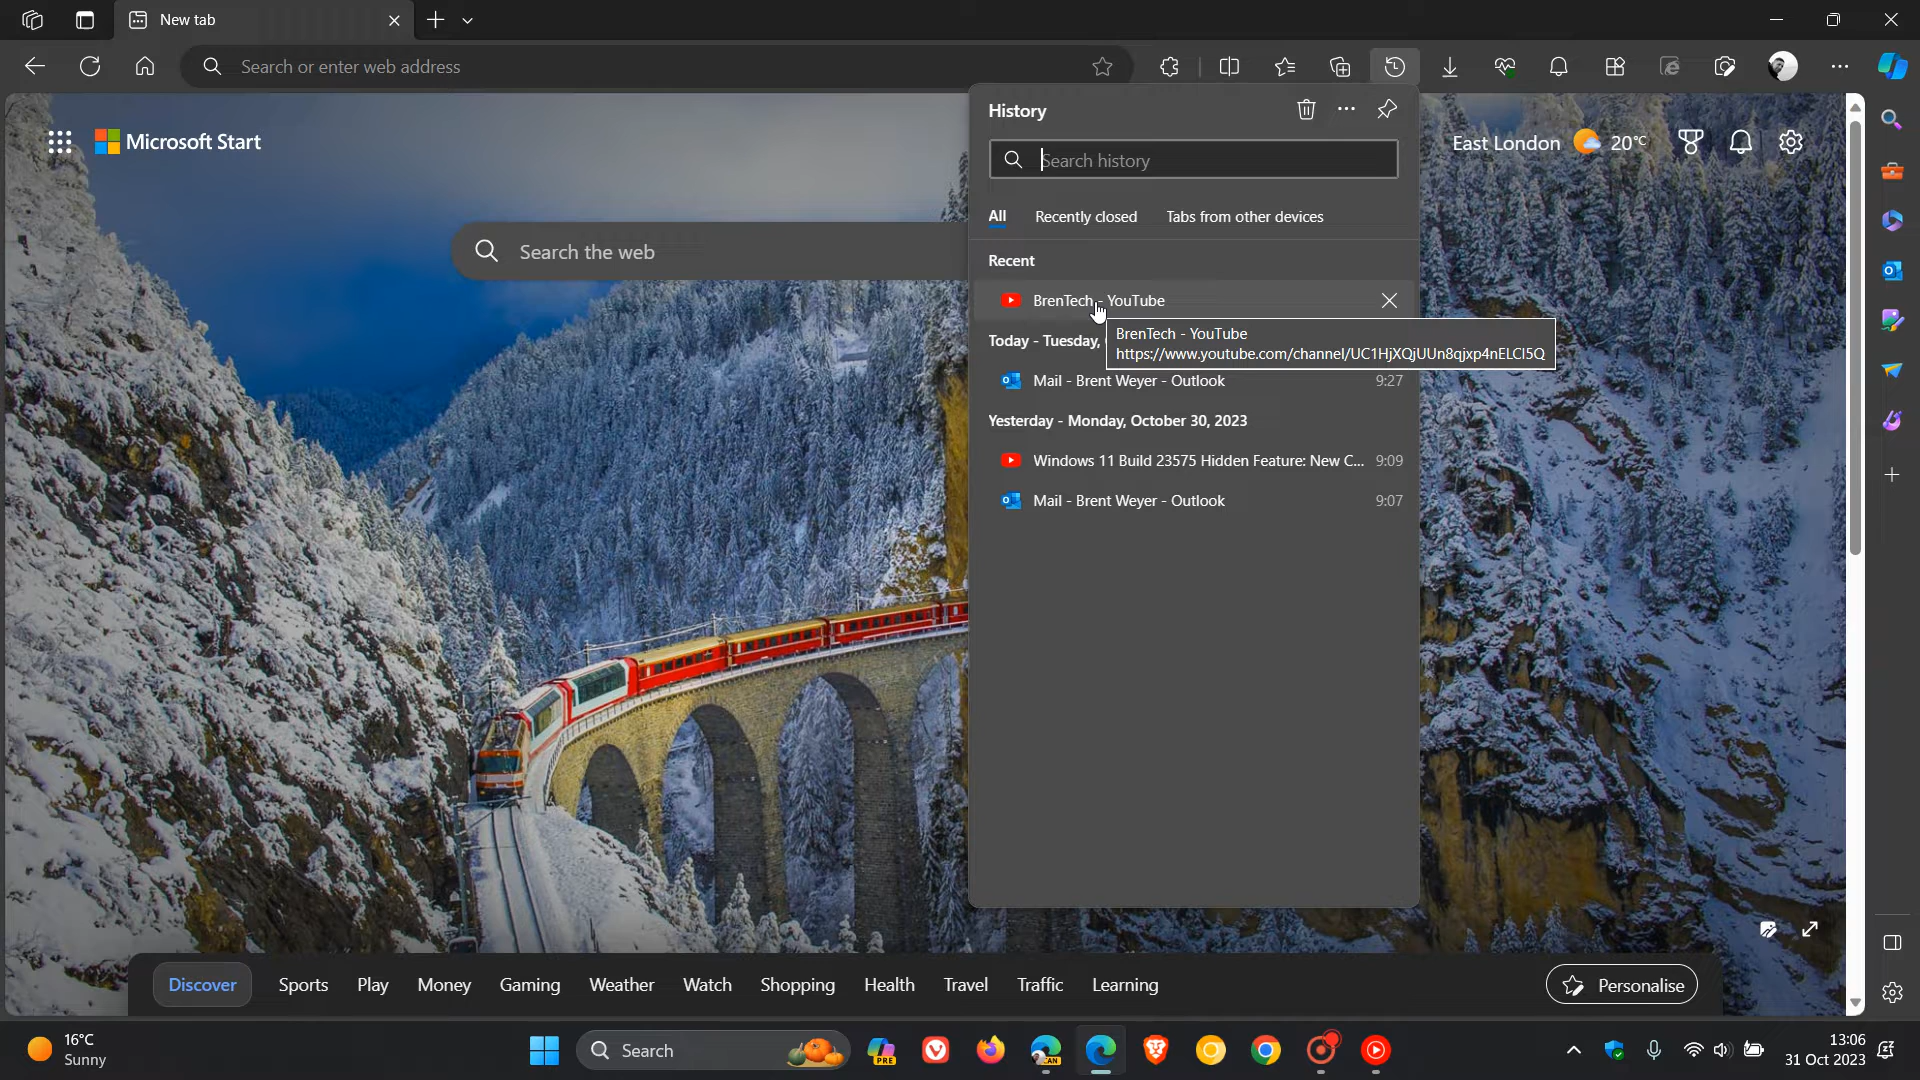 New tab
Search or enter web address
Microsoft Start
Search the web
East London 20°C
History
Search history
All Recently closed Tabs from other devices
Recent
BrenTech - YouTube
BrenTech - YouTube
https://www.youtube.com/channel/UC1HjXQjUUn8qjxp4nELCI5Q
Today - Tuesday,
Mail - Brent Weyer - Outlook 9:27
Yesterday - Monday, October 30, 2023
Windows 11 Build 23575 Hidden Feature: New C... 9:09
Mail - Brent Weyer - Outlook 9:07
Discover Sports Play Money Gaming Weather Watch Shopping Health Travel Traffic Learning Personalise
16°C
Sunny
Search
PRE
CAN
13:06
31 Oct 2023